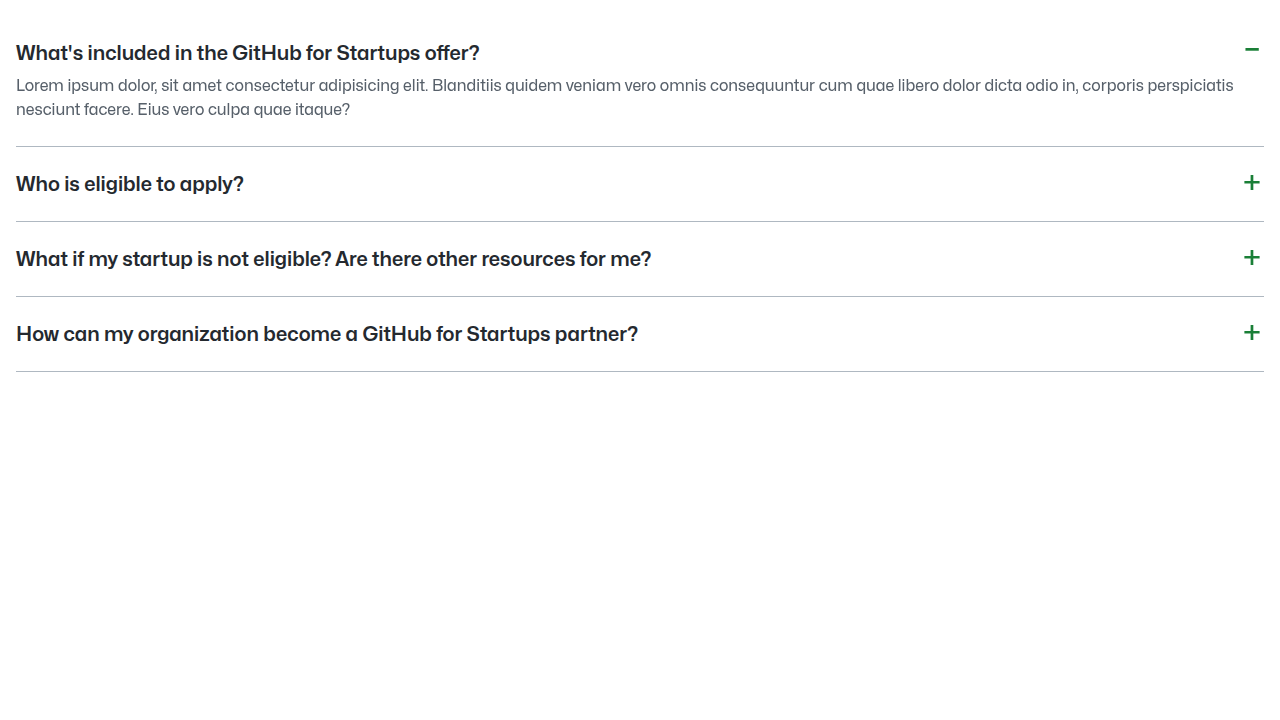 What's included in the GitHub for Startups offer?
Lorem ipsum dolor, sit amet consectetur adipisicing elit. Blanditiis quidem veniam vero omnis consequuntur cum quae libero dolor dicta odio in, corporis perspiciatis
nesciunt facere. Eius vero culpa quae itaque?
Who is eligible to apply?
What if my startup is not eligible? Are there other resources for me?
How can my organization become a GitHub for Startups partner?